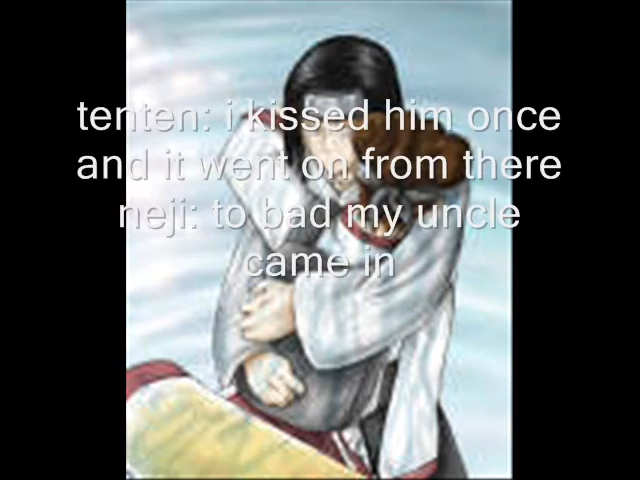 tenten: i kissed him once
and it went on from there
neji: to bad my uncle
came in